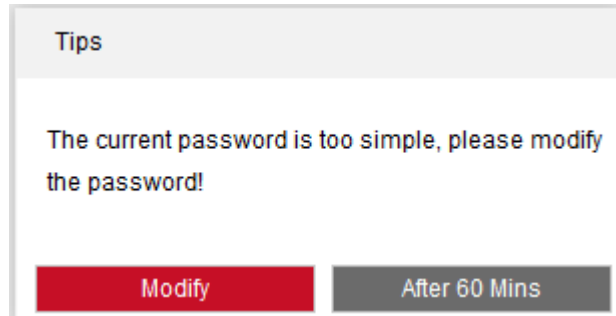 Tips
The current password is too simple, please modify
the password!
Modify
After 60 Mins